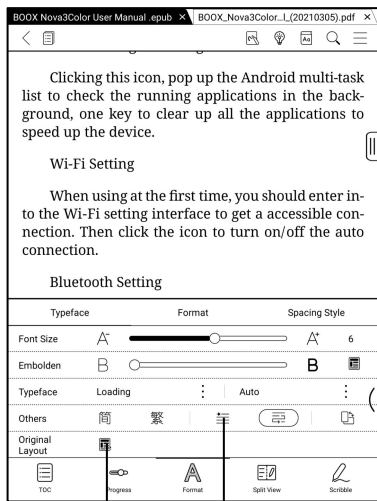 BOOX Nova3Color User Manual .epub × BOOX_Nova3Color...l_(20210305).pdf ×
Clicking this icon, pop up the Android multi-task
list to check the running applications in the back-
ground, one key to clear up all the applications to
speed up the device.
Wi-Fi Setting
When using at the first time, you should enter in-
to the Wi-Fi setting interface to get a accessible con-
nection. Then click the icon to turn on/off the auto
connection.
Bluetooth Setting
Typeface Format Spacing Style
Font Size A- A+ 6
Embolden B B
Typeface Loading Auto
Others 简 繁
Original
Layout
TOC Progress Format Split View Scribble